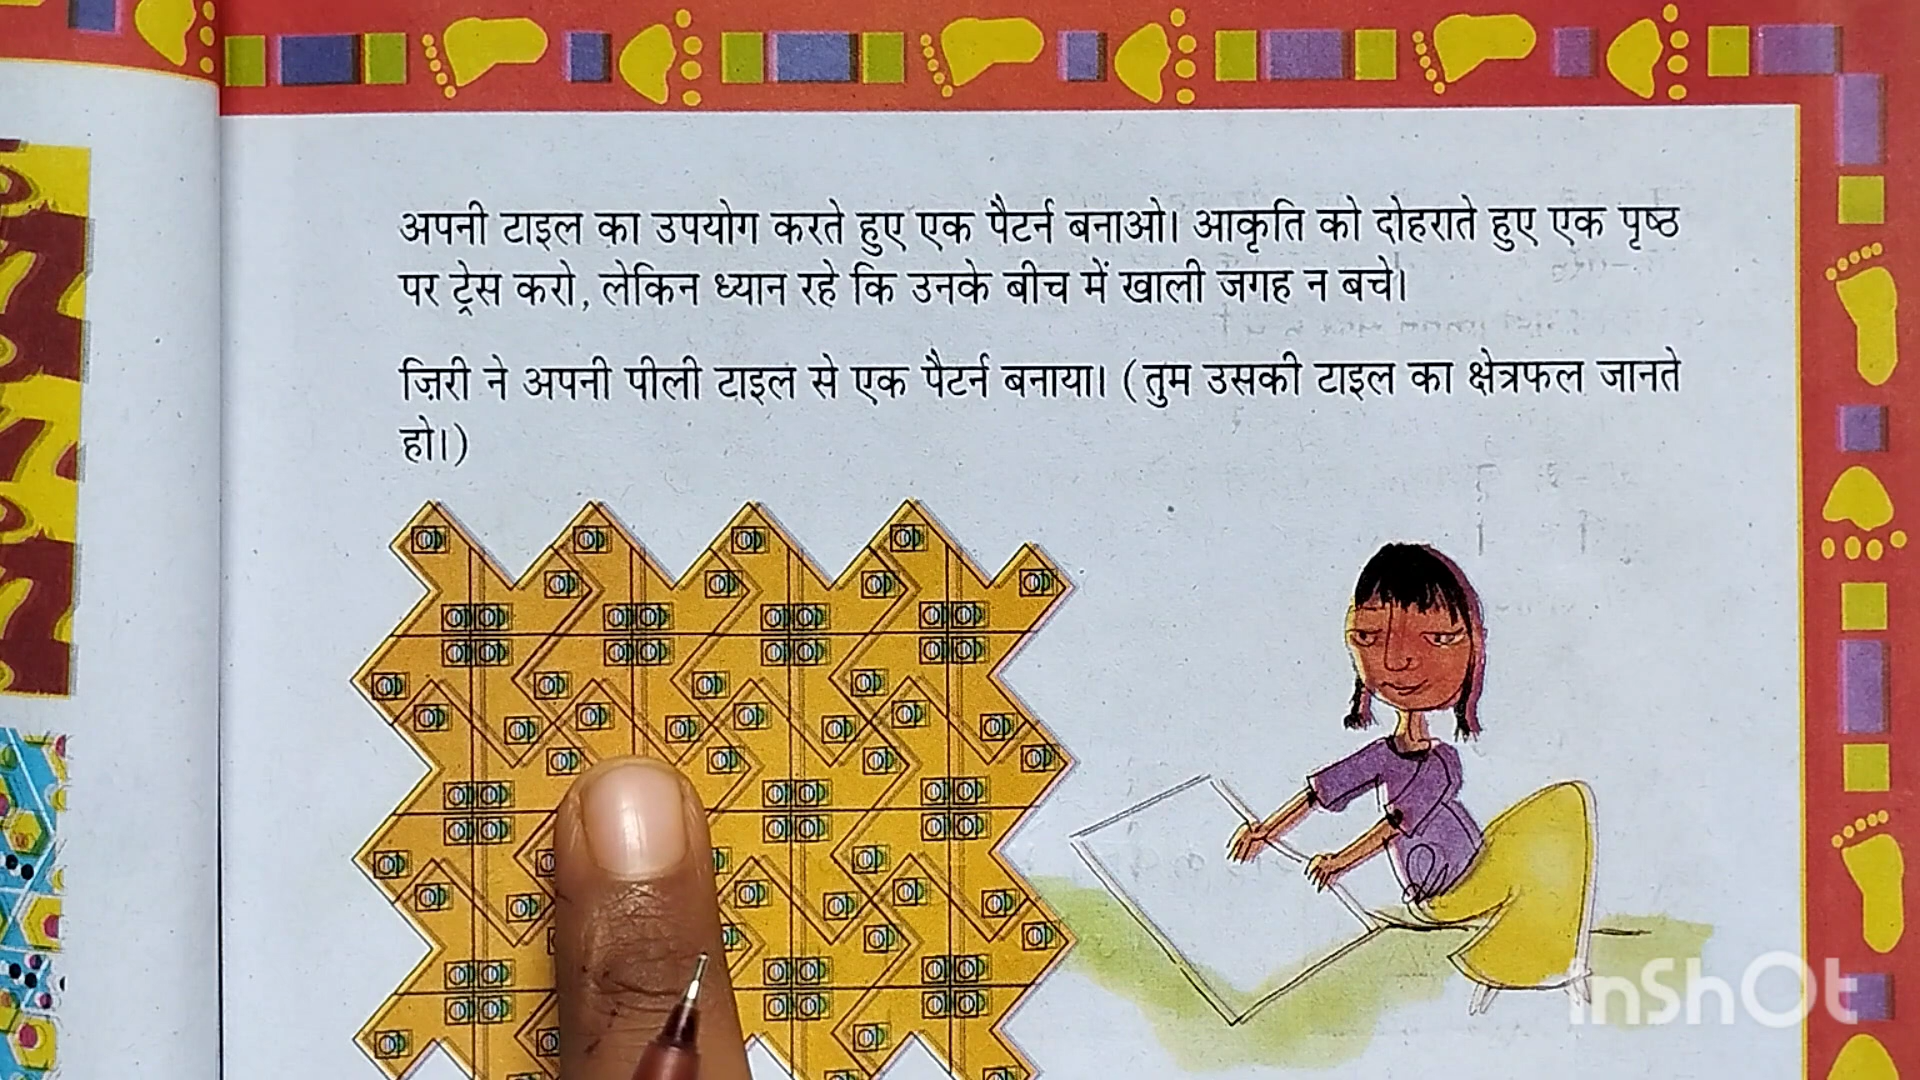 अपनी टाइल का उपयोग करते हुए एक पैटर्न बनाओ। आकृति को दोहराते हुए एक पृष्ठ
पर ट्रेस करो, लेकिन ध्यान रहे कि उनके बीच में खाली जगह न बचे।
ज़िरी ने अपनी पीली टाइल से एक पैटर्न बनाया। (तुम उसकी टाइल का क्षेत्रफल जानते
हो।)
InShOt